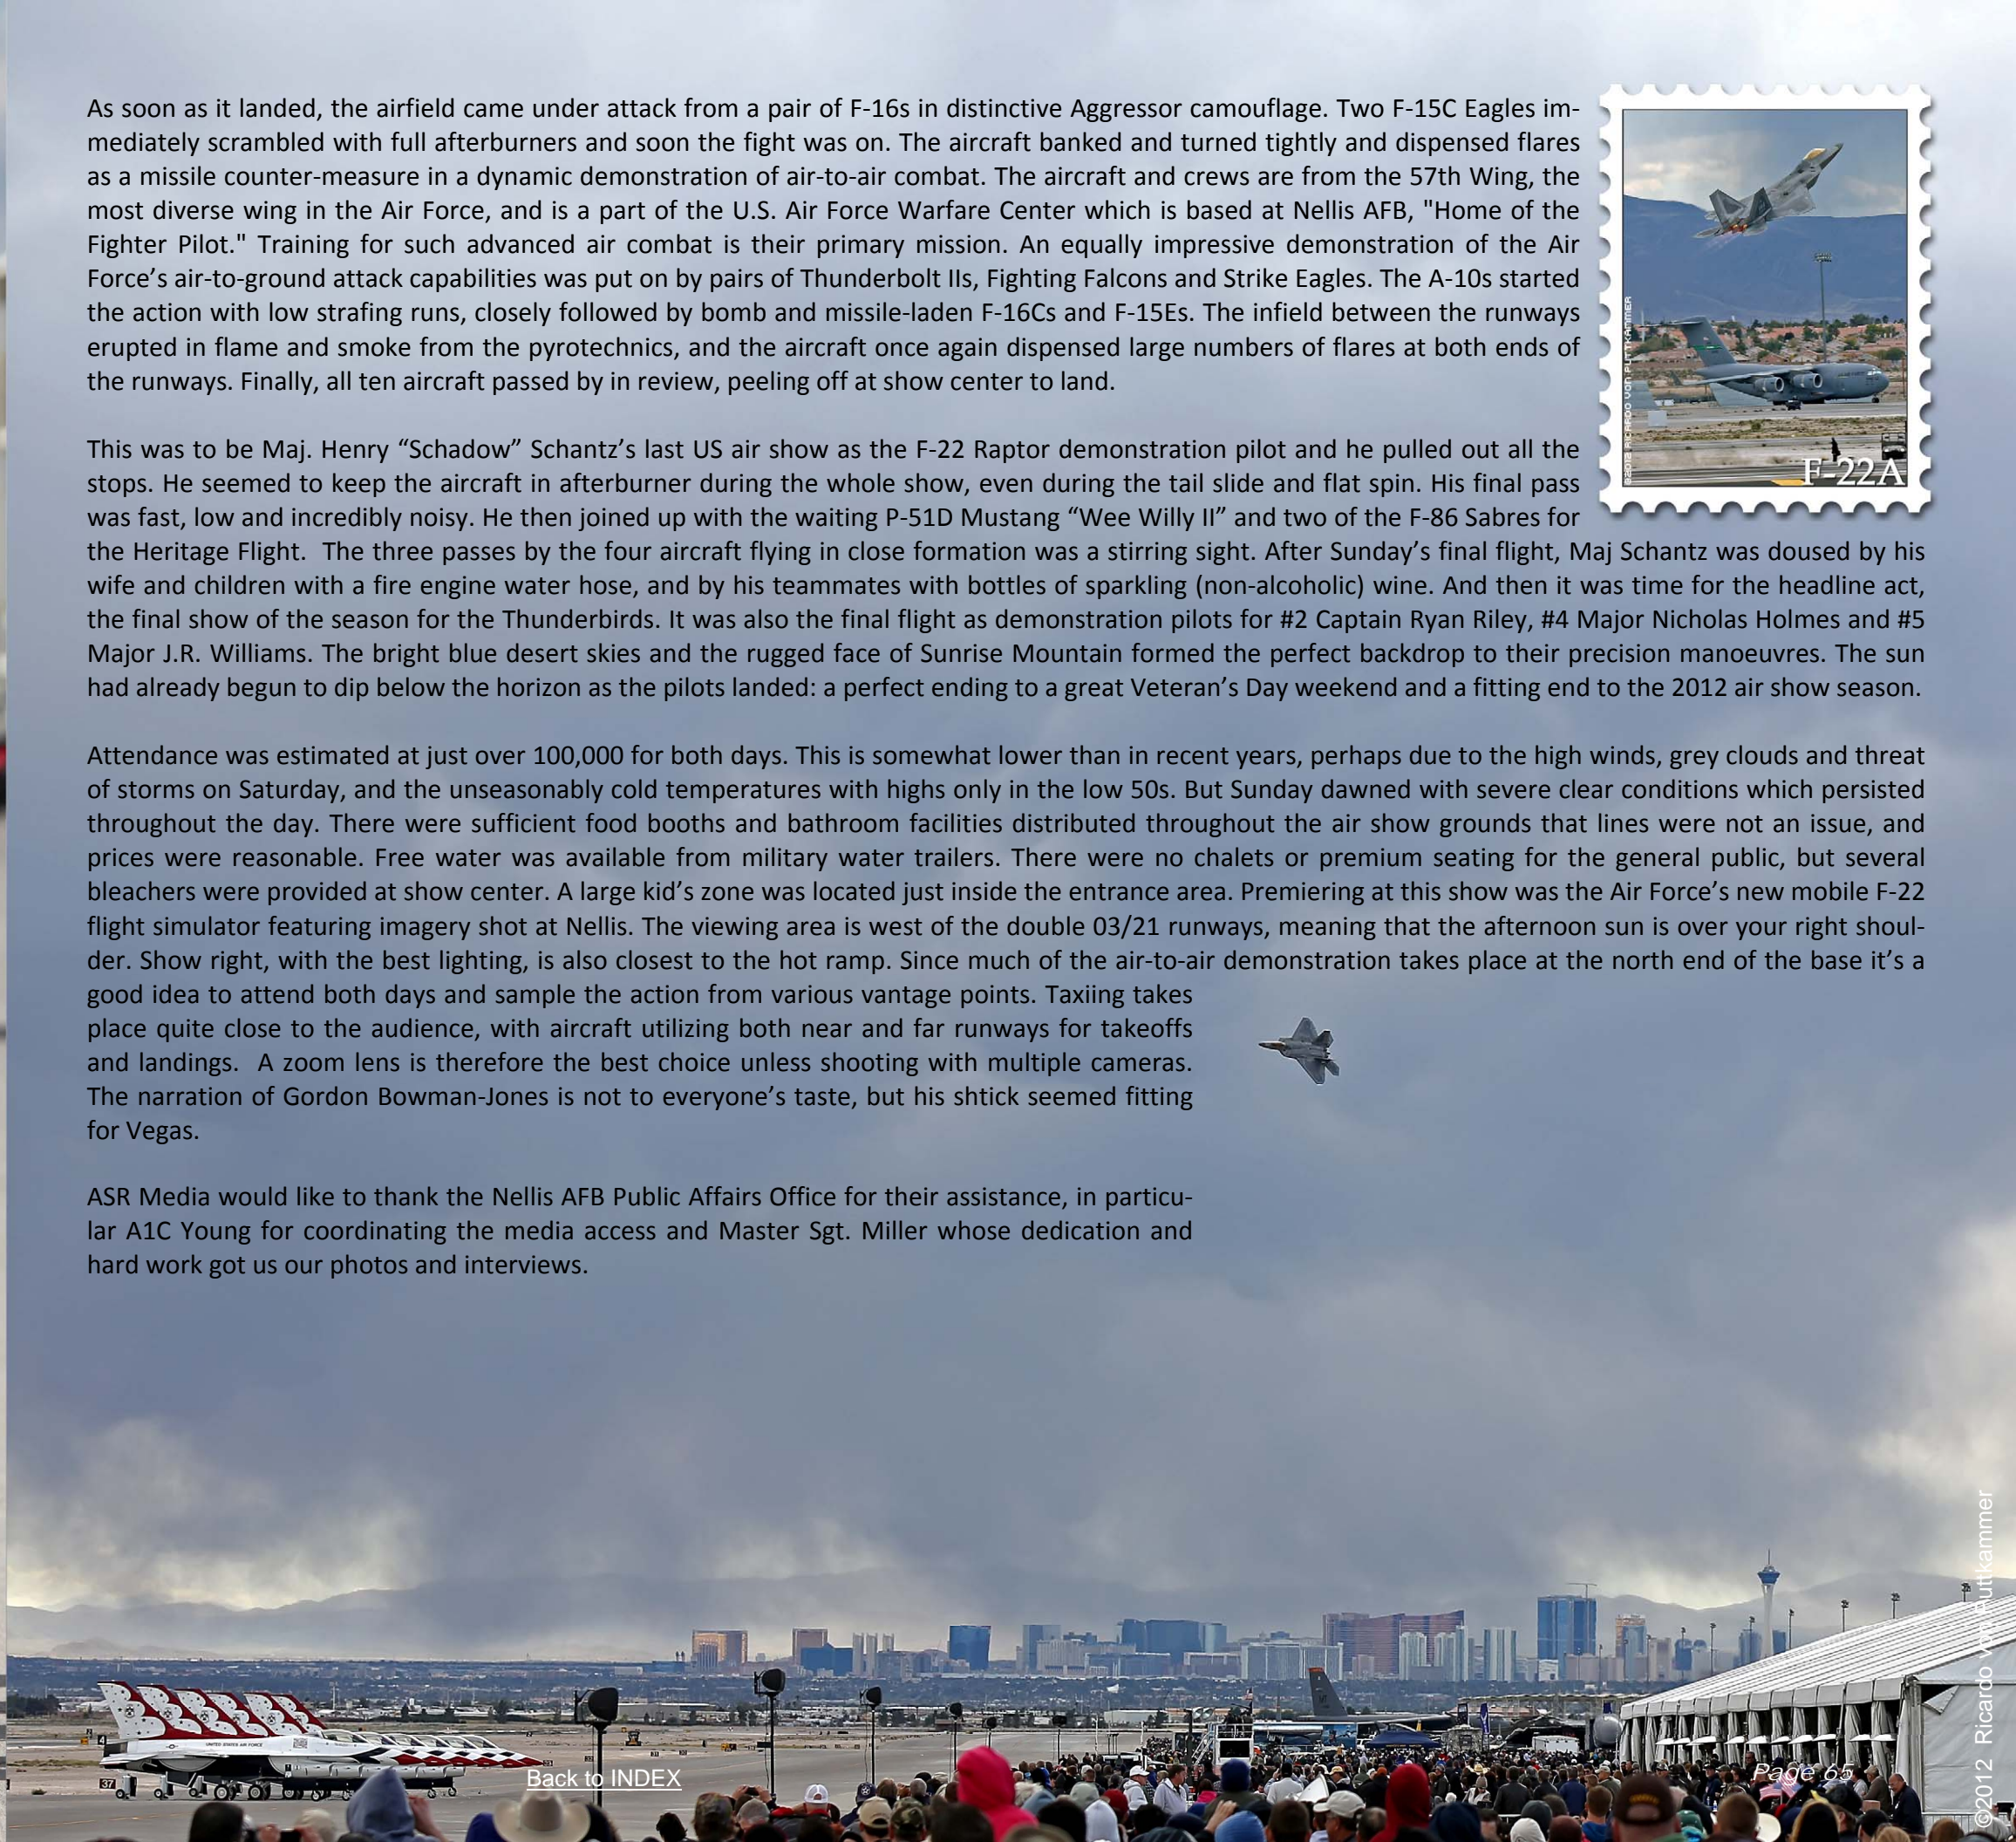 As soon as it landed, the airfield came under attack from a pair of F-16s in distinctive Aggressor camouflage. Two F-15C Eagles im-
mediately scrambled with full afterburners and soon the fight was on. The aircraft banked and turned tightly and dispensed flares
as a missile counter-measure in a dynamic demonstration of air-to-air combat. The aircraft and crews are from the 57th Wing, the
most diverse wing in the Air Force, and is a part of the U.S. Air Force Warfare Center which is based at Nellis AFB, "Home of the
Fighter Pilot." Training for such advanced air combat is their primary mission. An equally impressive demonstration of the Air
Force’s air-to-ground attack capabilities was put on by pairs of Thunderbolt IIs, Fighting Falcons and Strike Eagles. The A-10s started
the action with low strafing runs, closely followed by bomb and missile-laden F-16Cs and F-15Es. The infield between the runways
erupted in flame and smoke from the pyrotechnics, and the aircraft once again dispensed large numbers of flares at both ends of
the runways. Finally, all ten aircraft passed by in review, peeling off at show center to land.
©2012 RICARDO VON PUTTKAMMER
F-22A
This was to be Maj. Henry “Schadow” Schantz’s last US air show as the F-22 Raptor demonstration pilot and he pulled out all the
stops. He seemed to keep the aircraft in afterburner during the whole show, even during the tail slide and flat spin. His final pass
was fast, low and incredibly noisy. He then joined up with the waiting P-51D Mustang “Wee Willy II” and two of the F-86 Sabres for
the Heritage Flight.  The three passes by the four aircraft flying in close formation was a stirring sight. After Sunday’s final flight, Maj Schantz was doused by his
wife and children with a fire engine water hose, and by his teammates with bottles of sparkling (non-alcoholic) wine. And then it was time for the headline act,
the final show of the season for the Thunderbirds. It was also the final flight as demonstration pilots for #2 Captain Ryan Riley, #4 Major Nicholas Holmes and #5
Major J.R. Williams. The bright blue desert skies and the rugged face of Sunrise Mountain formed the perfect backdrop to their precision manoeuvres. The sun
had already begun to dip below the horizon as the pilots landed: a perfect ending to a great Veteran’s Day weekend and a fitting end to the 2012 air show season.
Attendance was estimated at just over 100,000 for both days. This is somewhat lower than in recent years, perhaps due to the high winds, grey clouds and threat
of storms on Saturday, and the unseasonably cold temperatures with highs only in the low 50s. But Sunday dawned with severe clear conditions which persisted
throughout the day. There were sufficient food booths and bathroom facilities distributed throughout the air show grounds that lines were not an issue, and
prices were reasonable. Free water was available from military water trailers. There were no chalets or premium seating for the general public, but several
bleachers were provided at show center. A large kid’s zone was located just inside the entrance area. Premiering at this show was the Air Force’s new mobile F-22
flight simulator featuring imagery shot at Nellis. The viewing area is west of the double 03/21 runways, meaning that the afternoon sun is over your right shoul-
der. Show right, with the best lighting, is also closest to the hot ramp. Since much of the air-to-air demonstration takes place at the north end of the base it’s a
good idea to attend both days and sample the action from various vantage points. Taxiing takes
place quite close to the audience, with aircraft utilizing both near and far runways for takeoffs
and landings.  A zoom lens is therefore the best choice unless shooting with multiple cameras.
The narration of Gordon Bowman-Jones is not to everyone’s taste, but his shtick seemed fitting
for Vegas.
ASR Media would like to thank the Nellis AFB Public Affairs Office for their assistance, in particu-
lar A1C Young for coordinating the media access and Master Sgt. Miller whose dedication and
hard work got us our photos and interviews.
UNITED STATES AIR FORCE
37
Back to INDEX
Page 65
©2012 Ricardo von Puttkammer